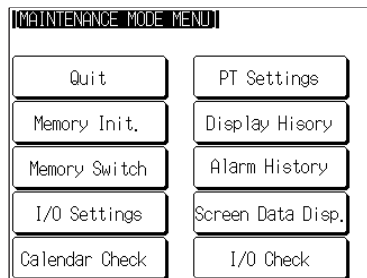 [MAINTENANCE MODE MENU]
Quit
PT Settings
Memory Init.
Display Hisory
Memory Switch
Alarm History
I/O Settings
Screen Data Disp.
Calendar Check
I/O Check